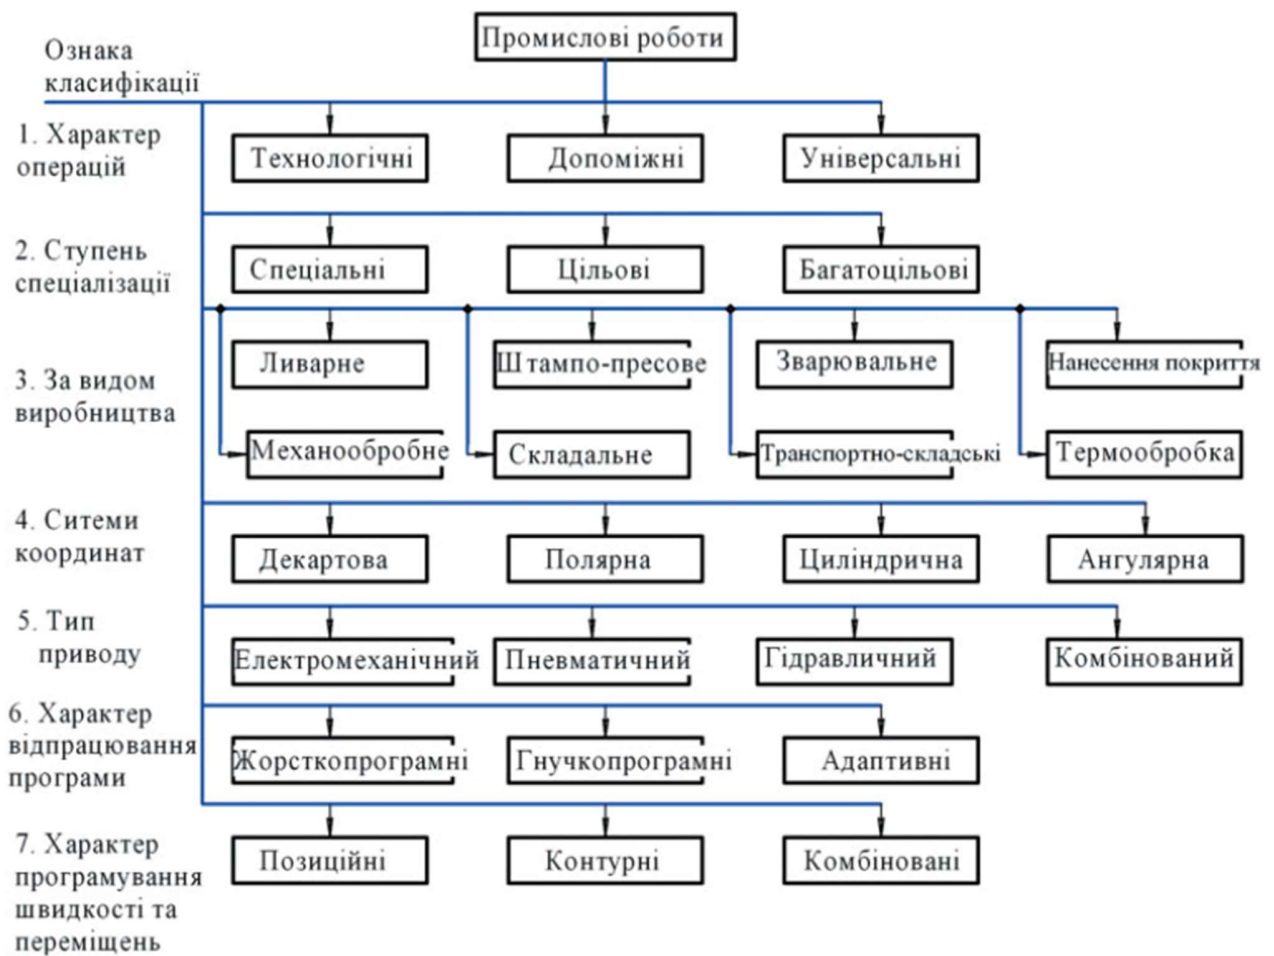 Промислові роботи
Ознака
класифікації
1. Характер
операцій
Технологічні
Допоміжні
Універсальні
2. Ступень
спеціалізації
Спеціальні
Цільові
Багатоцільові
3. За видом
виробництва
Ливарне
Штампо-пресове
Зварювальне
Нанесення покриття
Механообробне
Складальне
Транспортно-складські
Термообробка
4. Ситеми
координат
Декартова
Полярна
Циліндрична
Ангулярна
5. Тип
приводу
Електромеханічний
Пневматичний
Гідравличний
Комбінований
6. Характер
відпрацювання
програми
Жорсткопрограмні
Гнучкопрограмні
Адаптивні
7. Характер
програмування
швидкості та
переміщень
Позиційні
Контурні
Комбіновані